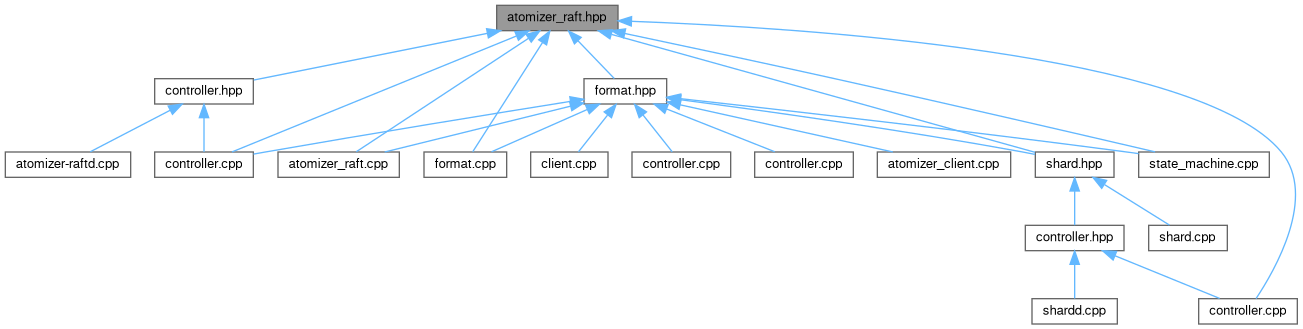 atomizer_raft.hpp
controller.hpp
format.hpp
atomizer-raftd.cpp
controller.cpp
atomizer_raft.cpp
format.cpp
client.cpp
controller.cpp
controller.cpp
atomizer_client.cpp
shard.hpp
state_machine.cpp
controller.hpp
shard.cpp
shardd.cpp
controller.cpp